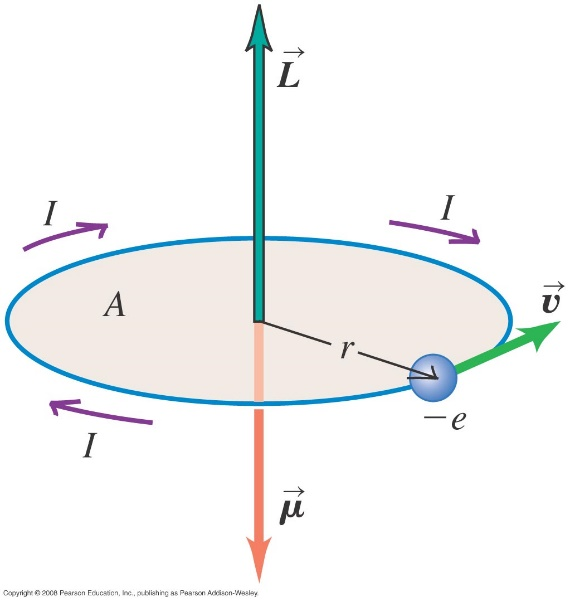 L⃗
I
I
A
v⃗
r
−e
I
μ⃗
Copyright © 2008 Pearson Education, Inc., publishing as Pearson Addison-Wesley.